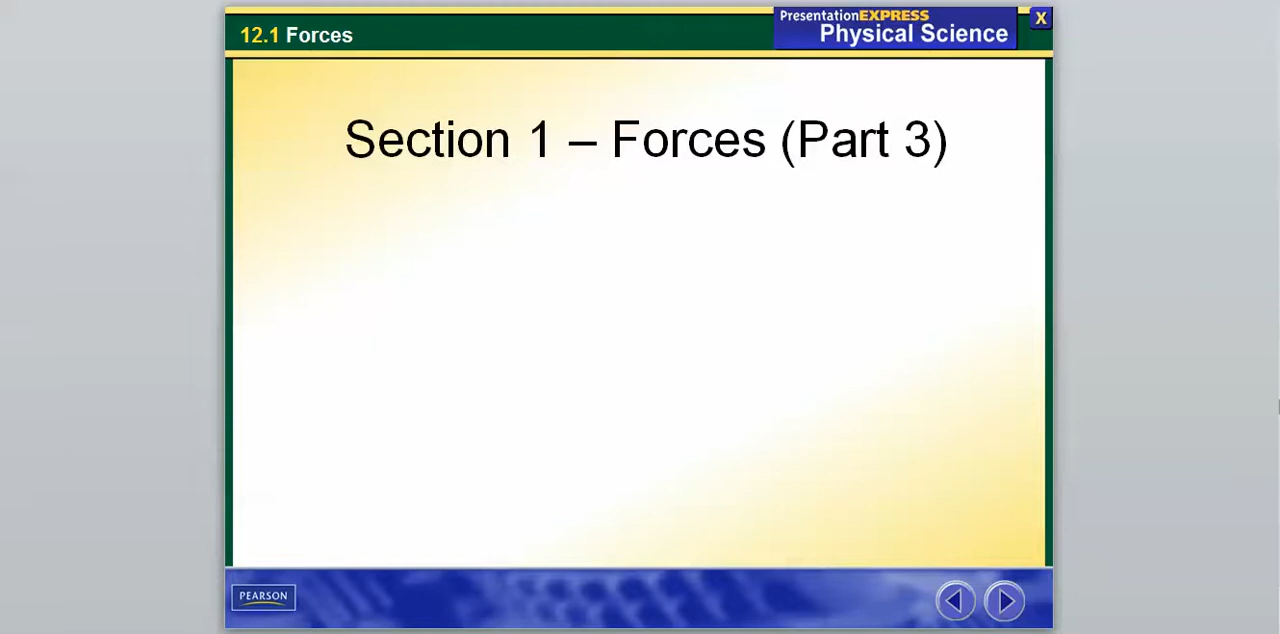 12.1 Forces
PresentationEXPRESS
Physical Science
X
Section 1 – Forces (Part 3)
PEARSON